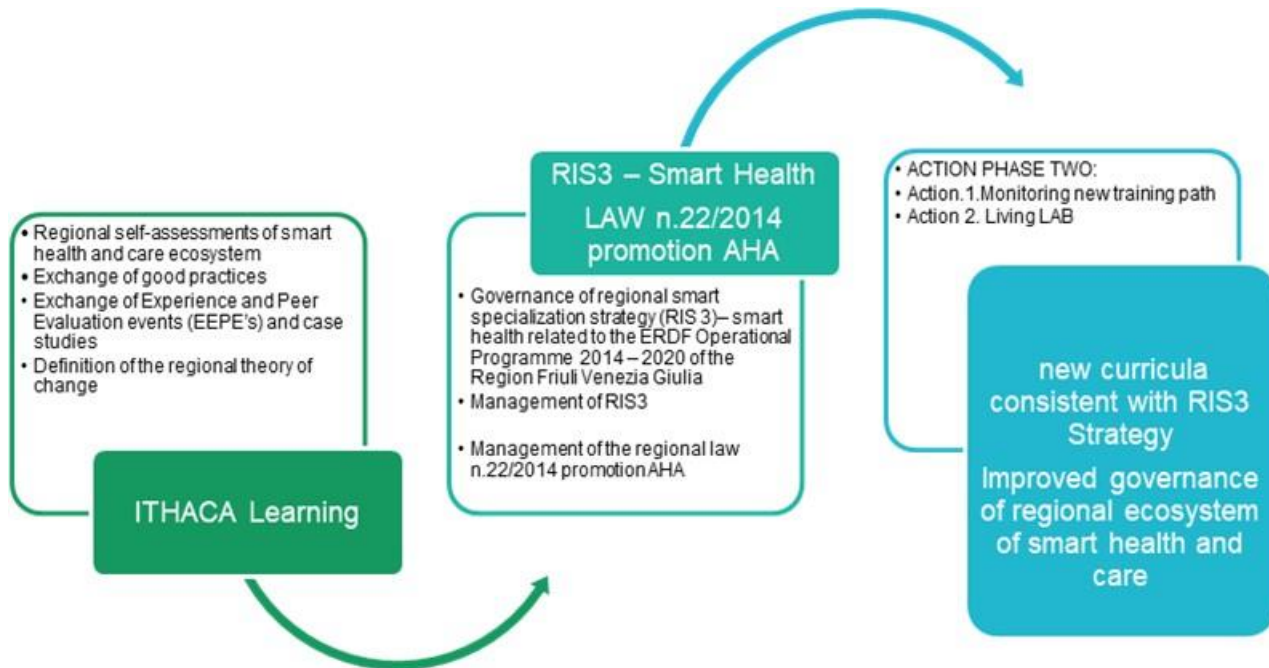 • Regional self-assessments of smart
health and care ecosystem
• Exchange of good practices
• Exchange of Experience and Peer
Evaluation events (EEPE's) and case
studies
• Definition of the regional theory of
change
ITHACA Learning
RIS3 – Smart Health
LAW n.22/2014
promotion AHA
• Governance of regional smart
specialization strategy (RIS 3)– smart
health related to the ERDF Operational
Programme 2014 – 2020 of the
Region Friuli Venezia Giulia
• Management of RIS3
• Management of the regional law
n.22/2014 promotion AHA
• ACTION PHASE TWO:
• Action.1.Monitoring new training path
• Action 2. Living LAB
new curricula
consistent with RIS3
Strategy
Improved governance
of regional ecosystem
of smart health and
care